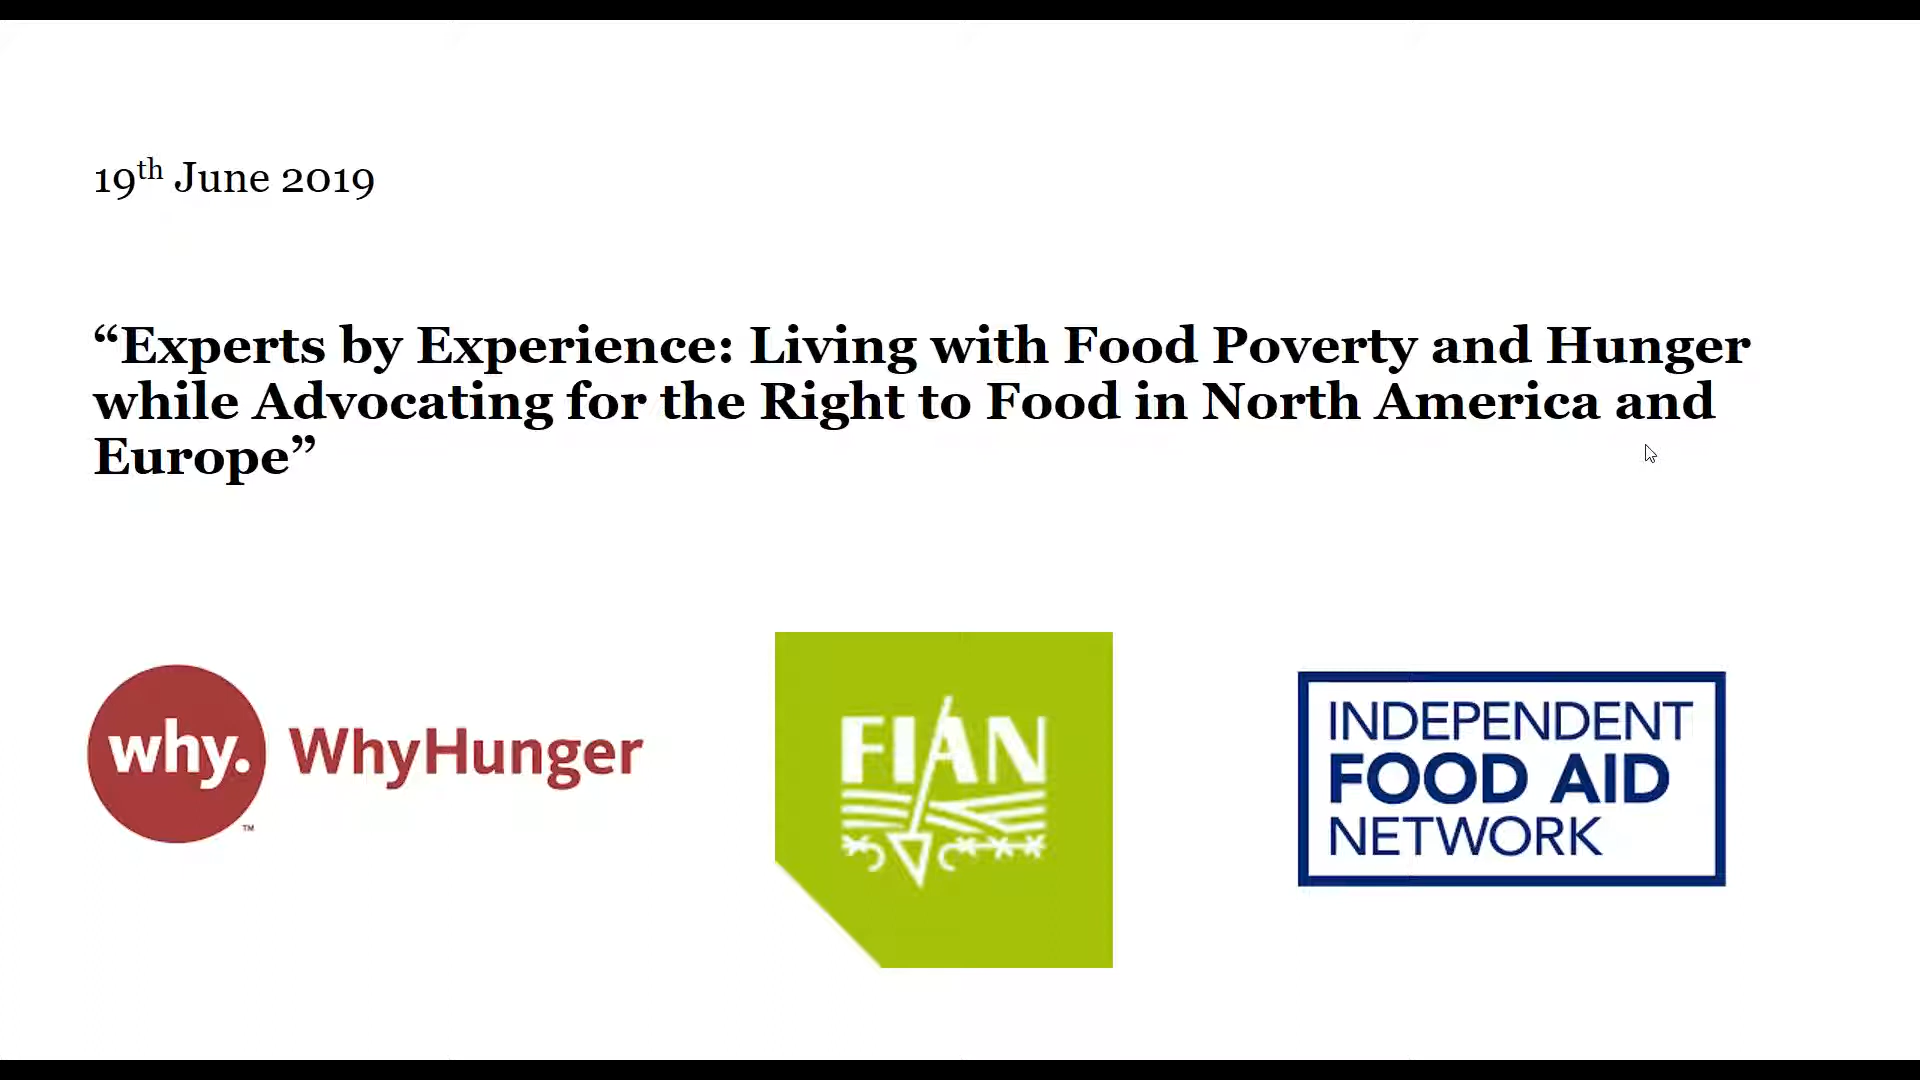 19th June 2019
“Experts by Experience: Living with Food Poverty and Hunger
while Advocating for the Right to Food in North America and
Europe”
why.
TM
WhyHunger
FIAN
INDEPENDENT
FOOD AID
NETWORK